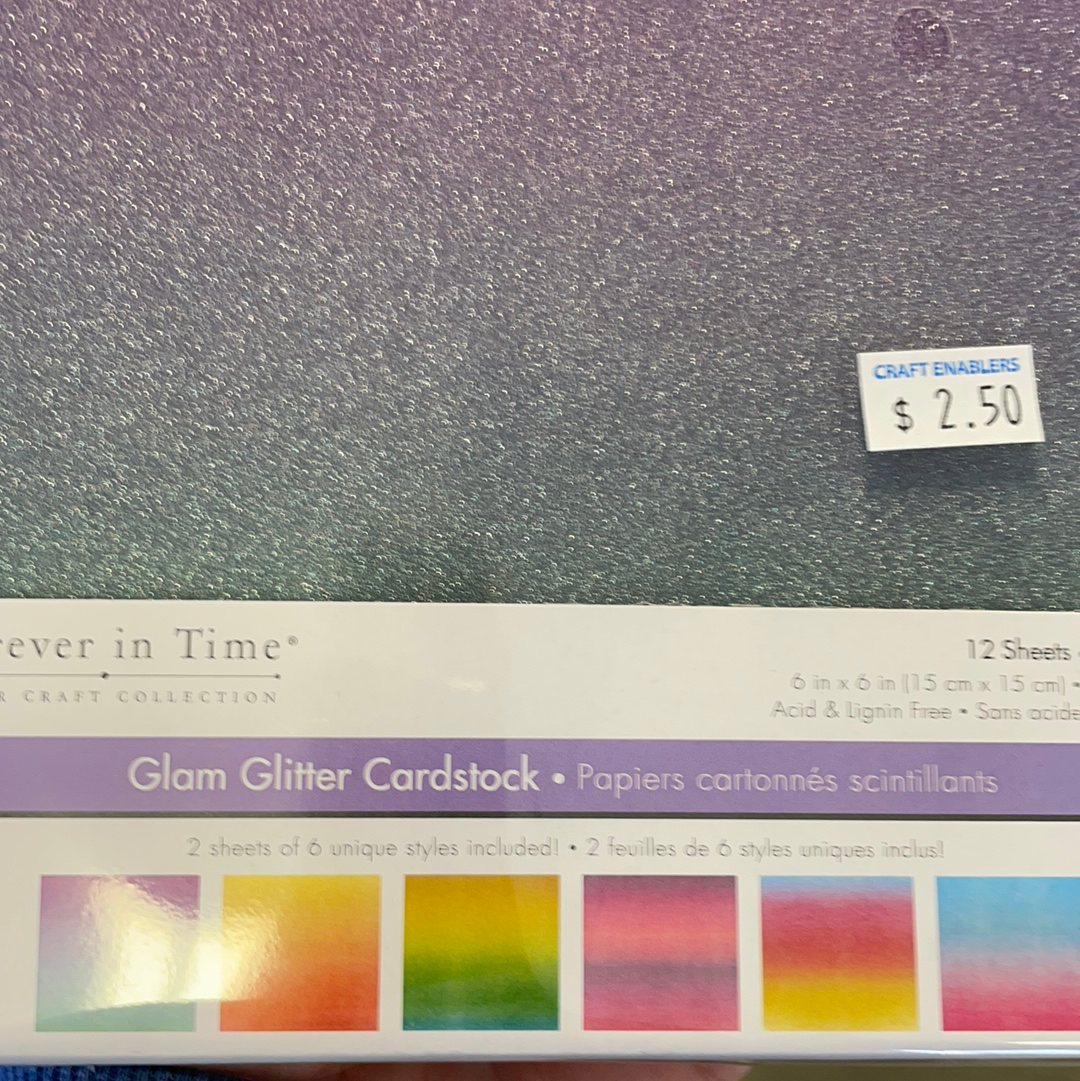 CRAFT ENABLERS
$ 2.50
ever in Time®
CRAFT COLLECTION
12 Sheets
6 in x 6 in (15 cm x 15 cm) •
Acid & Lignin Free • Sans acide
Glam Glitter Cardstock • Papiers cartonnés scintillants
2 sheets of 6 unique styles included! • 2 feuilles de 6 styles uniques inclus!